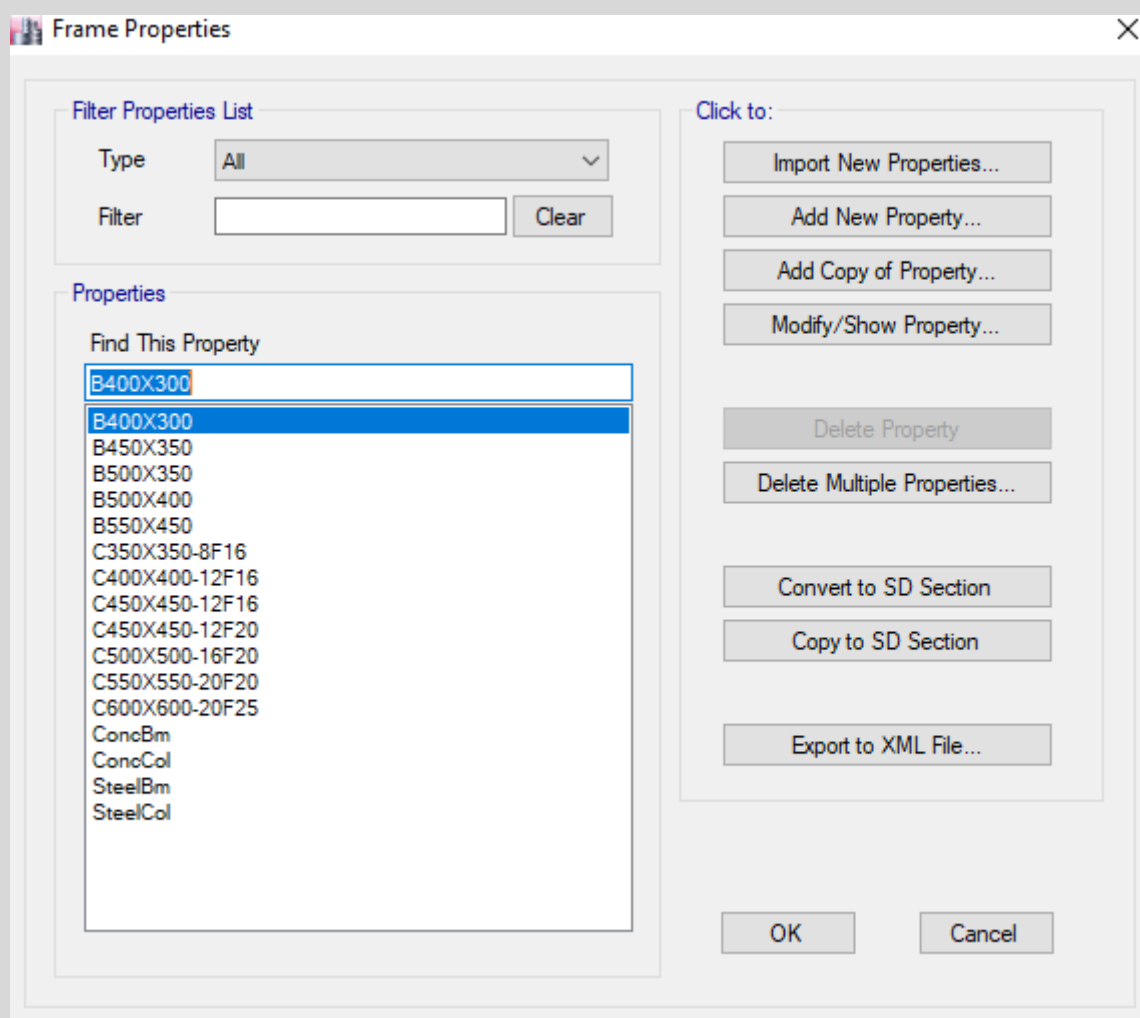 Frame Properties
Filter Properties List
Type
All
Filter
Clear
Properties
Find This Property
B400X300
B400X300
B450X350
B500X350
B500X400
B550X450
C350X350-8F16
C400X400-12F16
C450X450-12F16
C450X450-12F20
C500X500-16F20
C550X550-20F20
C600X600-20F25
ConcBm
ConcCol
SteelBm
SteelCol
Click to:
Import New Properties...
Add New Property...
Add Copy of Property...
Modify/Show Property...
Delete Property
Delete Multiple Properties...
Convert to SD Section
Copy to SD Section
Export to XML File...
OK
Cancel